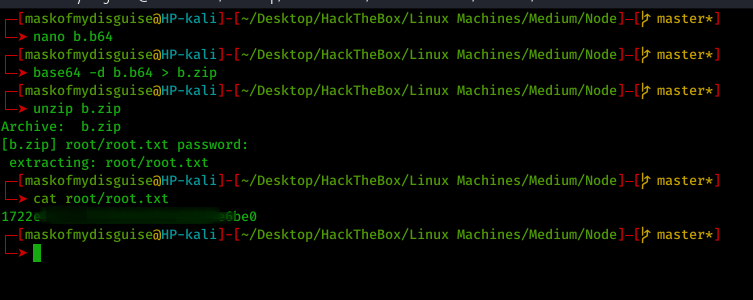 [maskofmydisguise@HP-kali]-[~/Desktop/HackTheBox/Linux Machines/Medium/Node]-[ master*]
nano b.b64
[maskofmydisguise@HP-kali]-[~/Desktop/HackTheBox/Linux Machines/Medium/Node]-[ master*]
base64 -d b.b64 > b.zip
[maskofmydisguise@HP-kali]-[~/Desktop/HackTheBox/Linux Machines/Medium/Node]-[ master*]
unzip b.zip
Archive:  b.zip
[b.zip] root/root.txt password:
 extracting: root/root.txt
[maskofmydisguise@HP-kali]-[~/Desktop/HackTheBox/Linux Machines/Medium/Node]-[ master*]
cat root/root.txt
1722e 6be0
[maskofmydisguise@HP-kali]-[~/Desktop/HackTheBox/Linux Machines/Medium/Node]-[ master*]